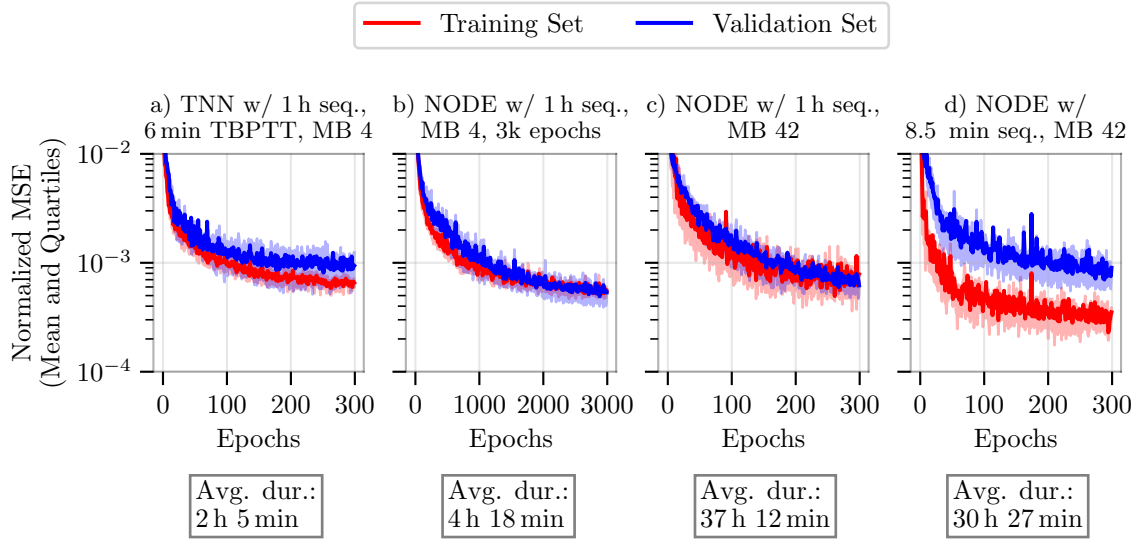 Training Set
Validation Set
a) TNN w/ 1 h seq.,
6 min TBPTT, MB 4
b) NODE w/ 1 h seq.,
MB 4, 3k epochs
c) NODE w/ 1 h seq.,
MB 42
d) NODE w/
8.5 min seq., MB 42
Normalized MSE
(Mean and Quartiles)
10⁻²
10⁻³
10⁻⁴
0 100 200 300
0 1000 2000 3000
0 100 200 300
0 100 200 300
Epochs
Epochs
Epochs
Epochs
Avg. dur.:
2 h 5 min
Avg. dur.:
4 h 18 min
Avg. dur.:
37 h 12 min
Avg. dur.:
30 h 27 min